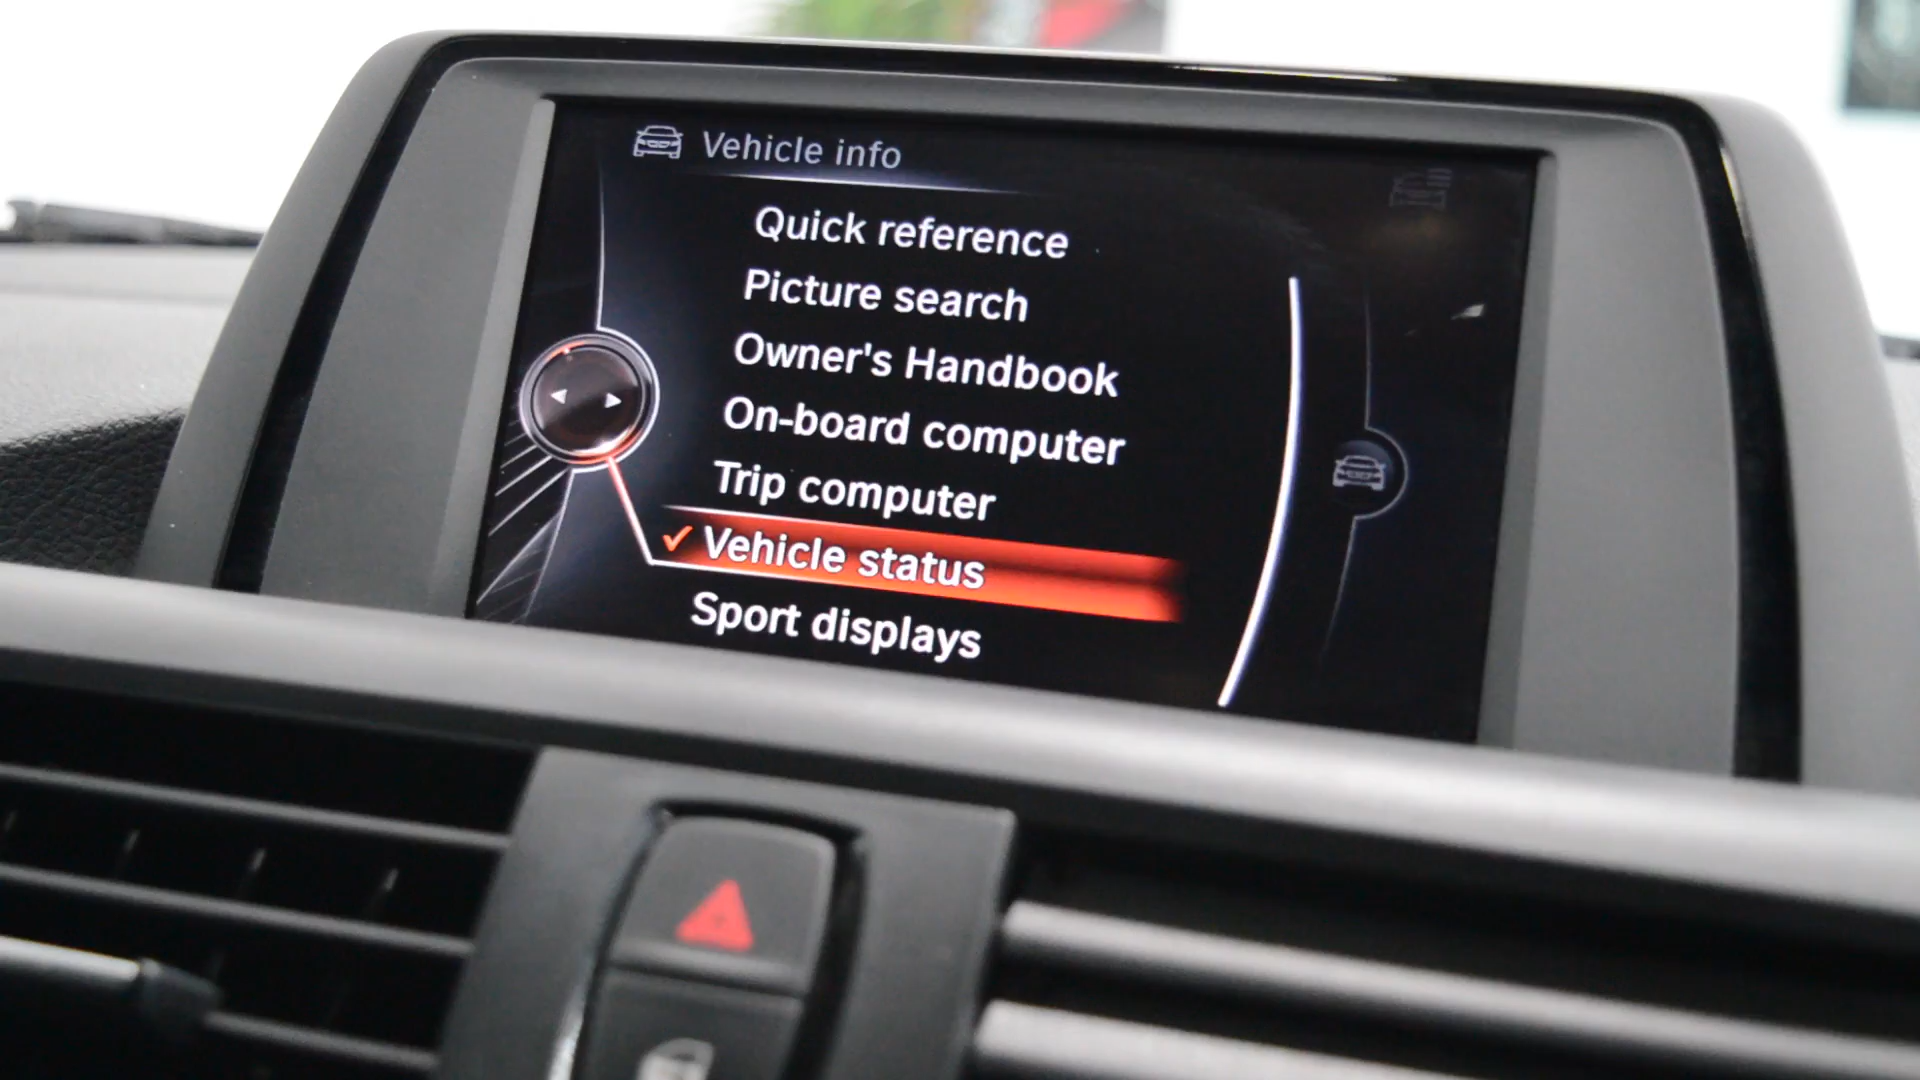 Vehicle info
Quick reference
Picture search
Owner's Handbook
On-board computer
Trip computer
✓ Vehicle status
Sport displays